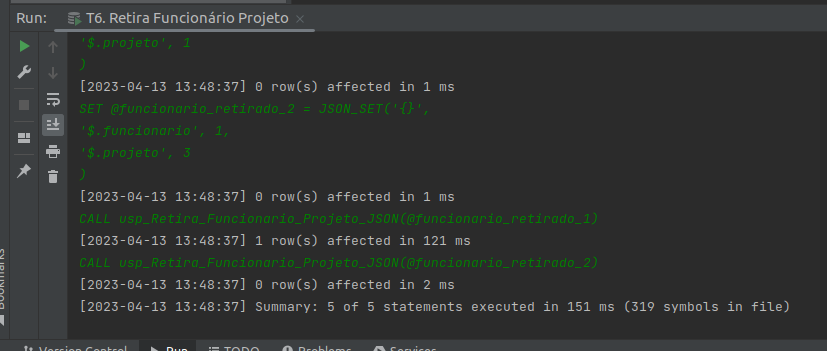 Run: T6. Retira Funcionário Projeto
'$.projeto', 1
)
[2023-04-13 13:48:37] 0 row(s) affected in 1 ms
SET @funcionario_retirado_2 = JSON_SET('{}',
'$.funcionario', 1,
'$.projeto', 3
)
[2023-04-13 13:48:37] 0 row(s) affected in 1 ms
CALL usp_Retira_Funcionario_Projeto_JSON(@funcionario_retirado_1)
[2023-04-13 13:48:37] 1 row(s) affected in 121 ms
CALL usp_Retira_Funcionario_Projeto_JSON(@funcionario_retirado_2)
[2023-04-13 13:48:37] 0 row(s) affected in 2 ms
[2023-04-13 13:48:37] Summary: 5 of 5 statements executed in 151 ms (319 symbols in file)
Bookmarks
Version Control Run TODO Problems Services